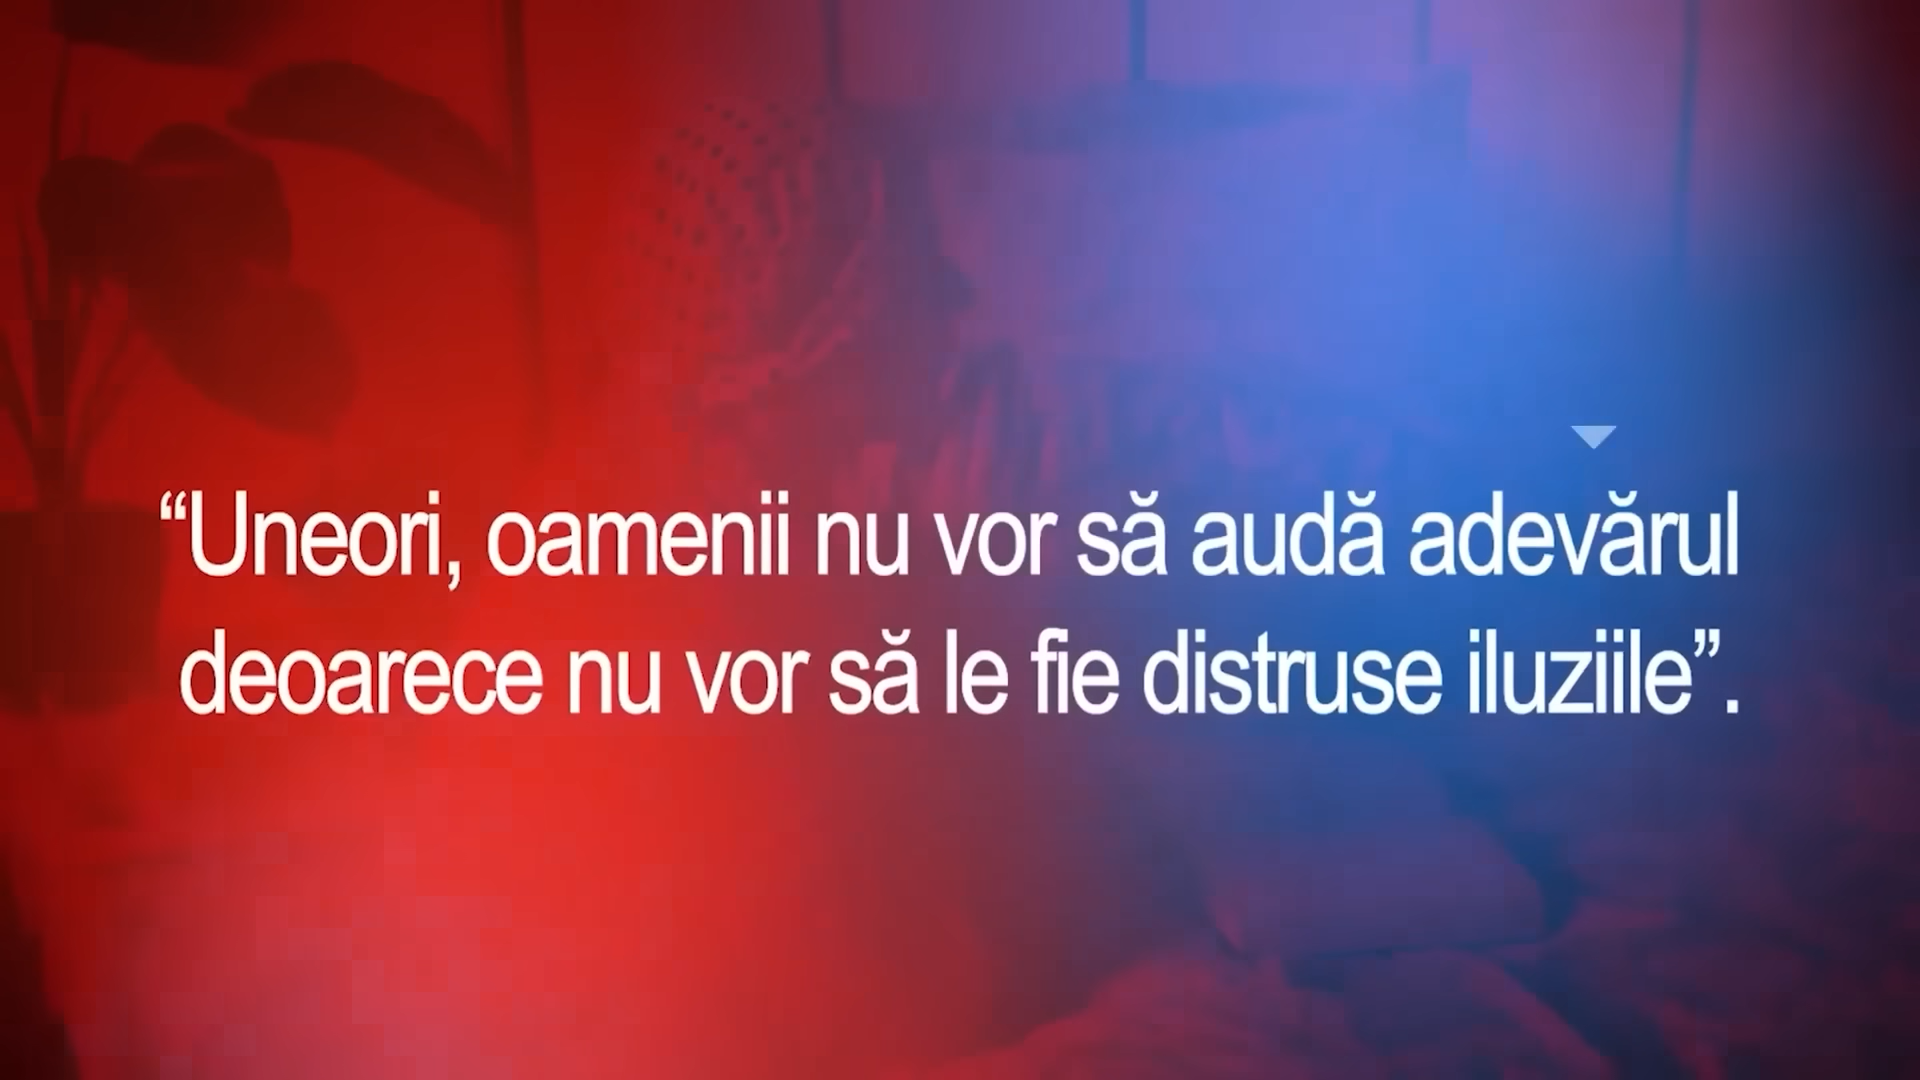 “Uneori, oamenii nu vor să audă adevărul
deoarece nu vor să le fie distruse iluziile”.